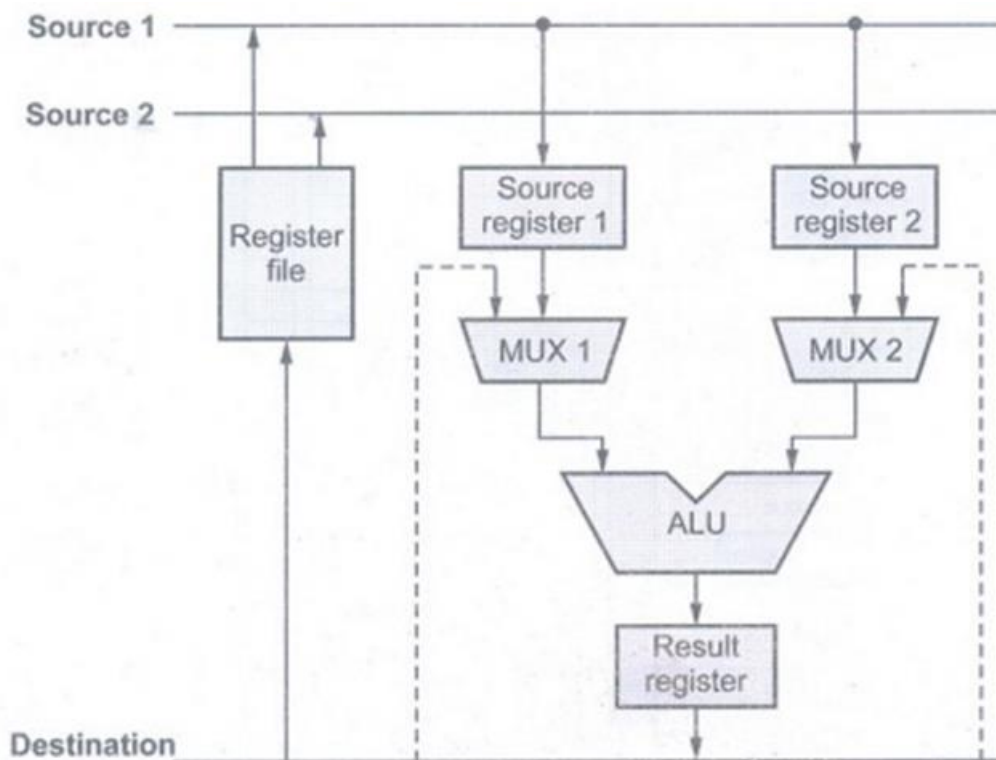 Source 1
Source 2
Register
file
Source
register 1
Source
register 2
MUX 1
MUX 2
ALU
Result
register
Destination